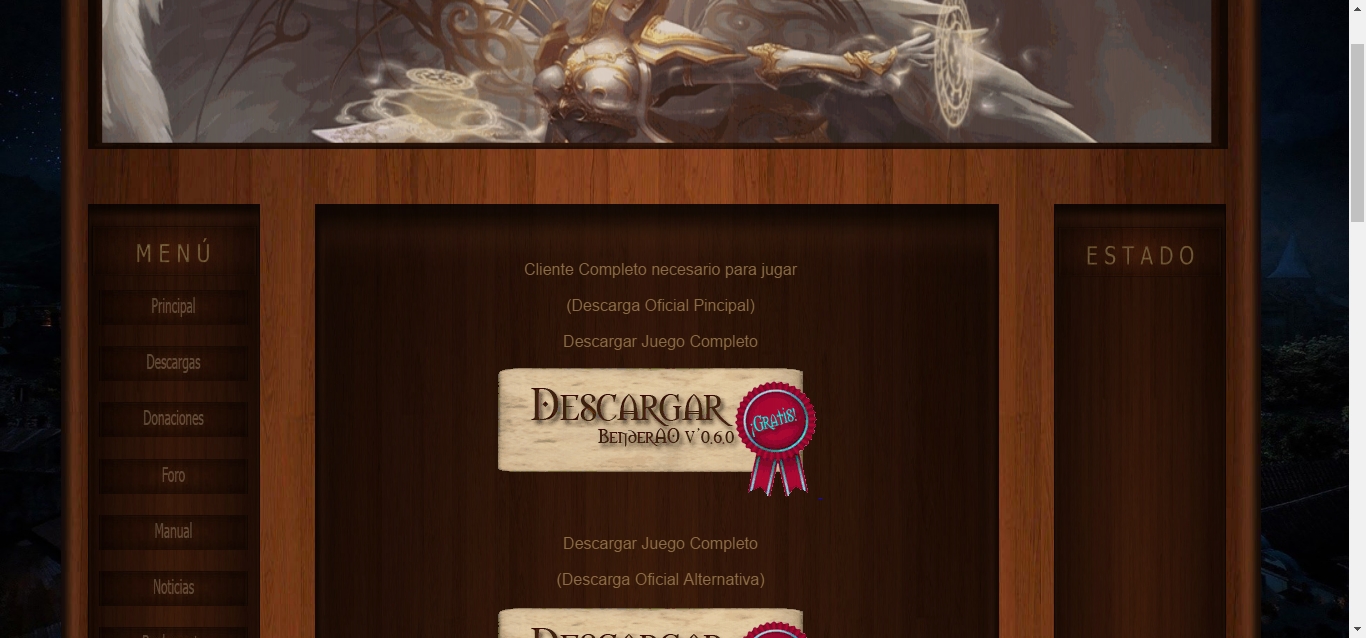 MENÚ
Principal
Descargas
Donaciones
Foro
Manual
Noticias
Cliente Completo necesario para jugar
(Descarga Oficial Pincipal)
Descargar Juego Completo
DESCARGAR
BenderAO v'0.6.0
¡Gratis!
Descargar Juego Completo
(Descarga Oficial Alternativa)
DESCARGAR
ESTADO